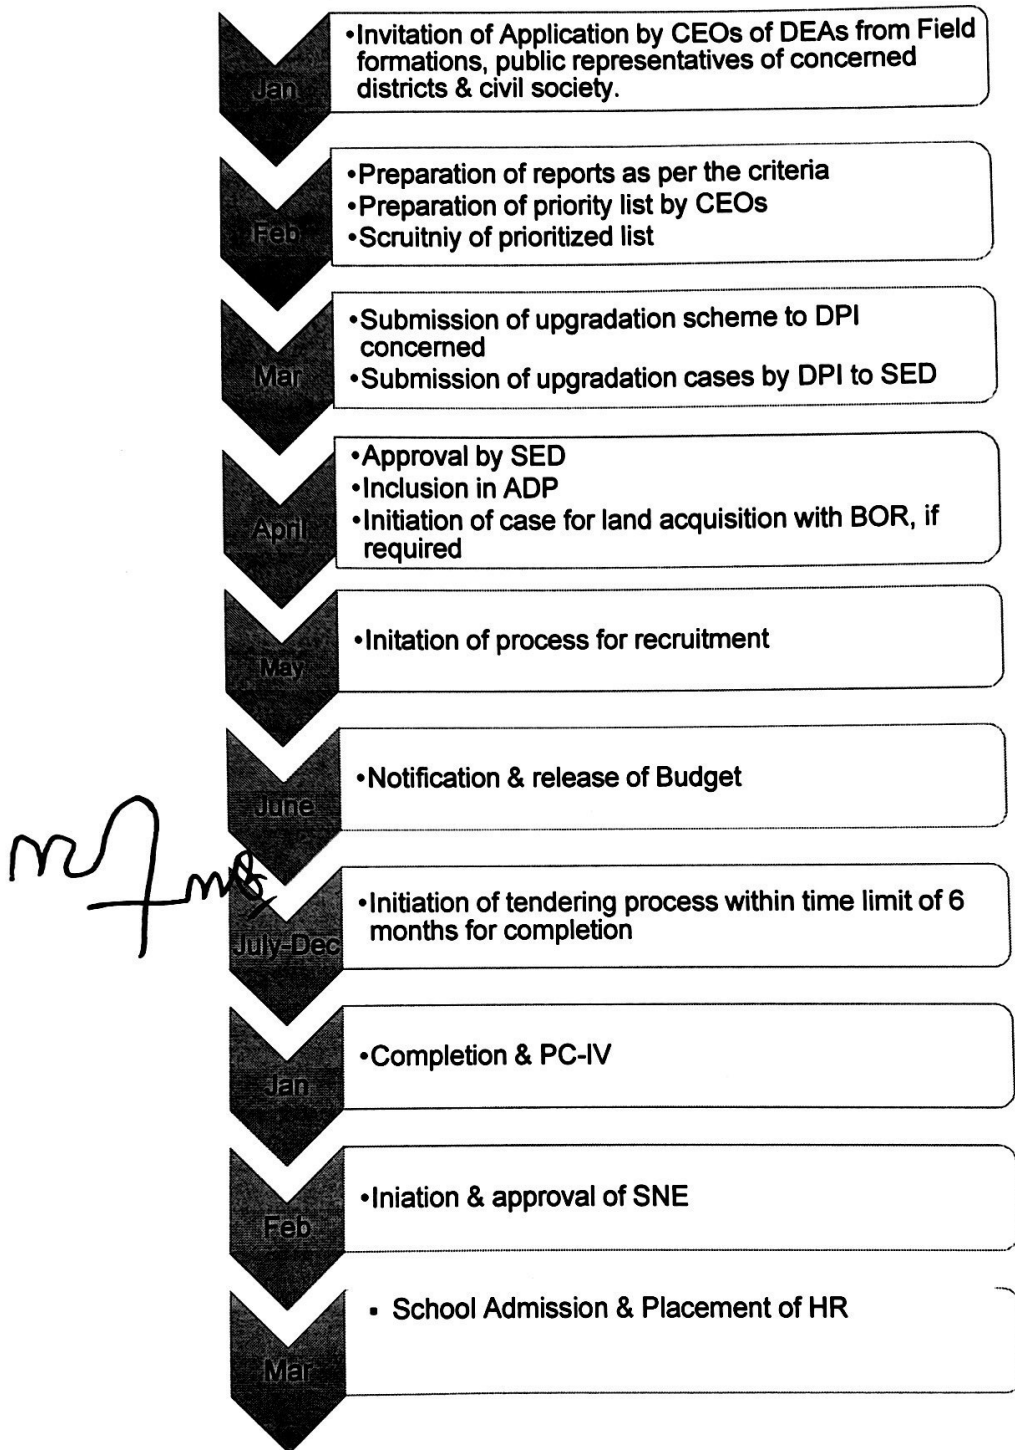 Jan
•Invitation of Application by CEOs of DEAs from Field
formations, public representatives of concerned
districts & civil society.
Feb
•Preparation of reports as per the criteria
•Preparation of priority list by CEOs
•Scruitniy of prioritized list
Mar
•Submission of upgradation scheme to DPI
concerned
•Submission of upgradation cases by DPI to SED
April
•Approval by SED
•Inclusion in ADP
•Initiation of case for land acquisition with BOR, if
required
May
•Initation of process for recruitment
June
•Notification & release of Budget
July-Dec
•Initiation of tendering process within time limit of 6
months for completion
Jan
•Completion & PC-IV
Feb
•Iniation & approval of SNE
Mar
▪ School Admission & Placement of HR